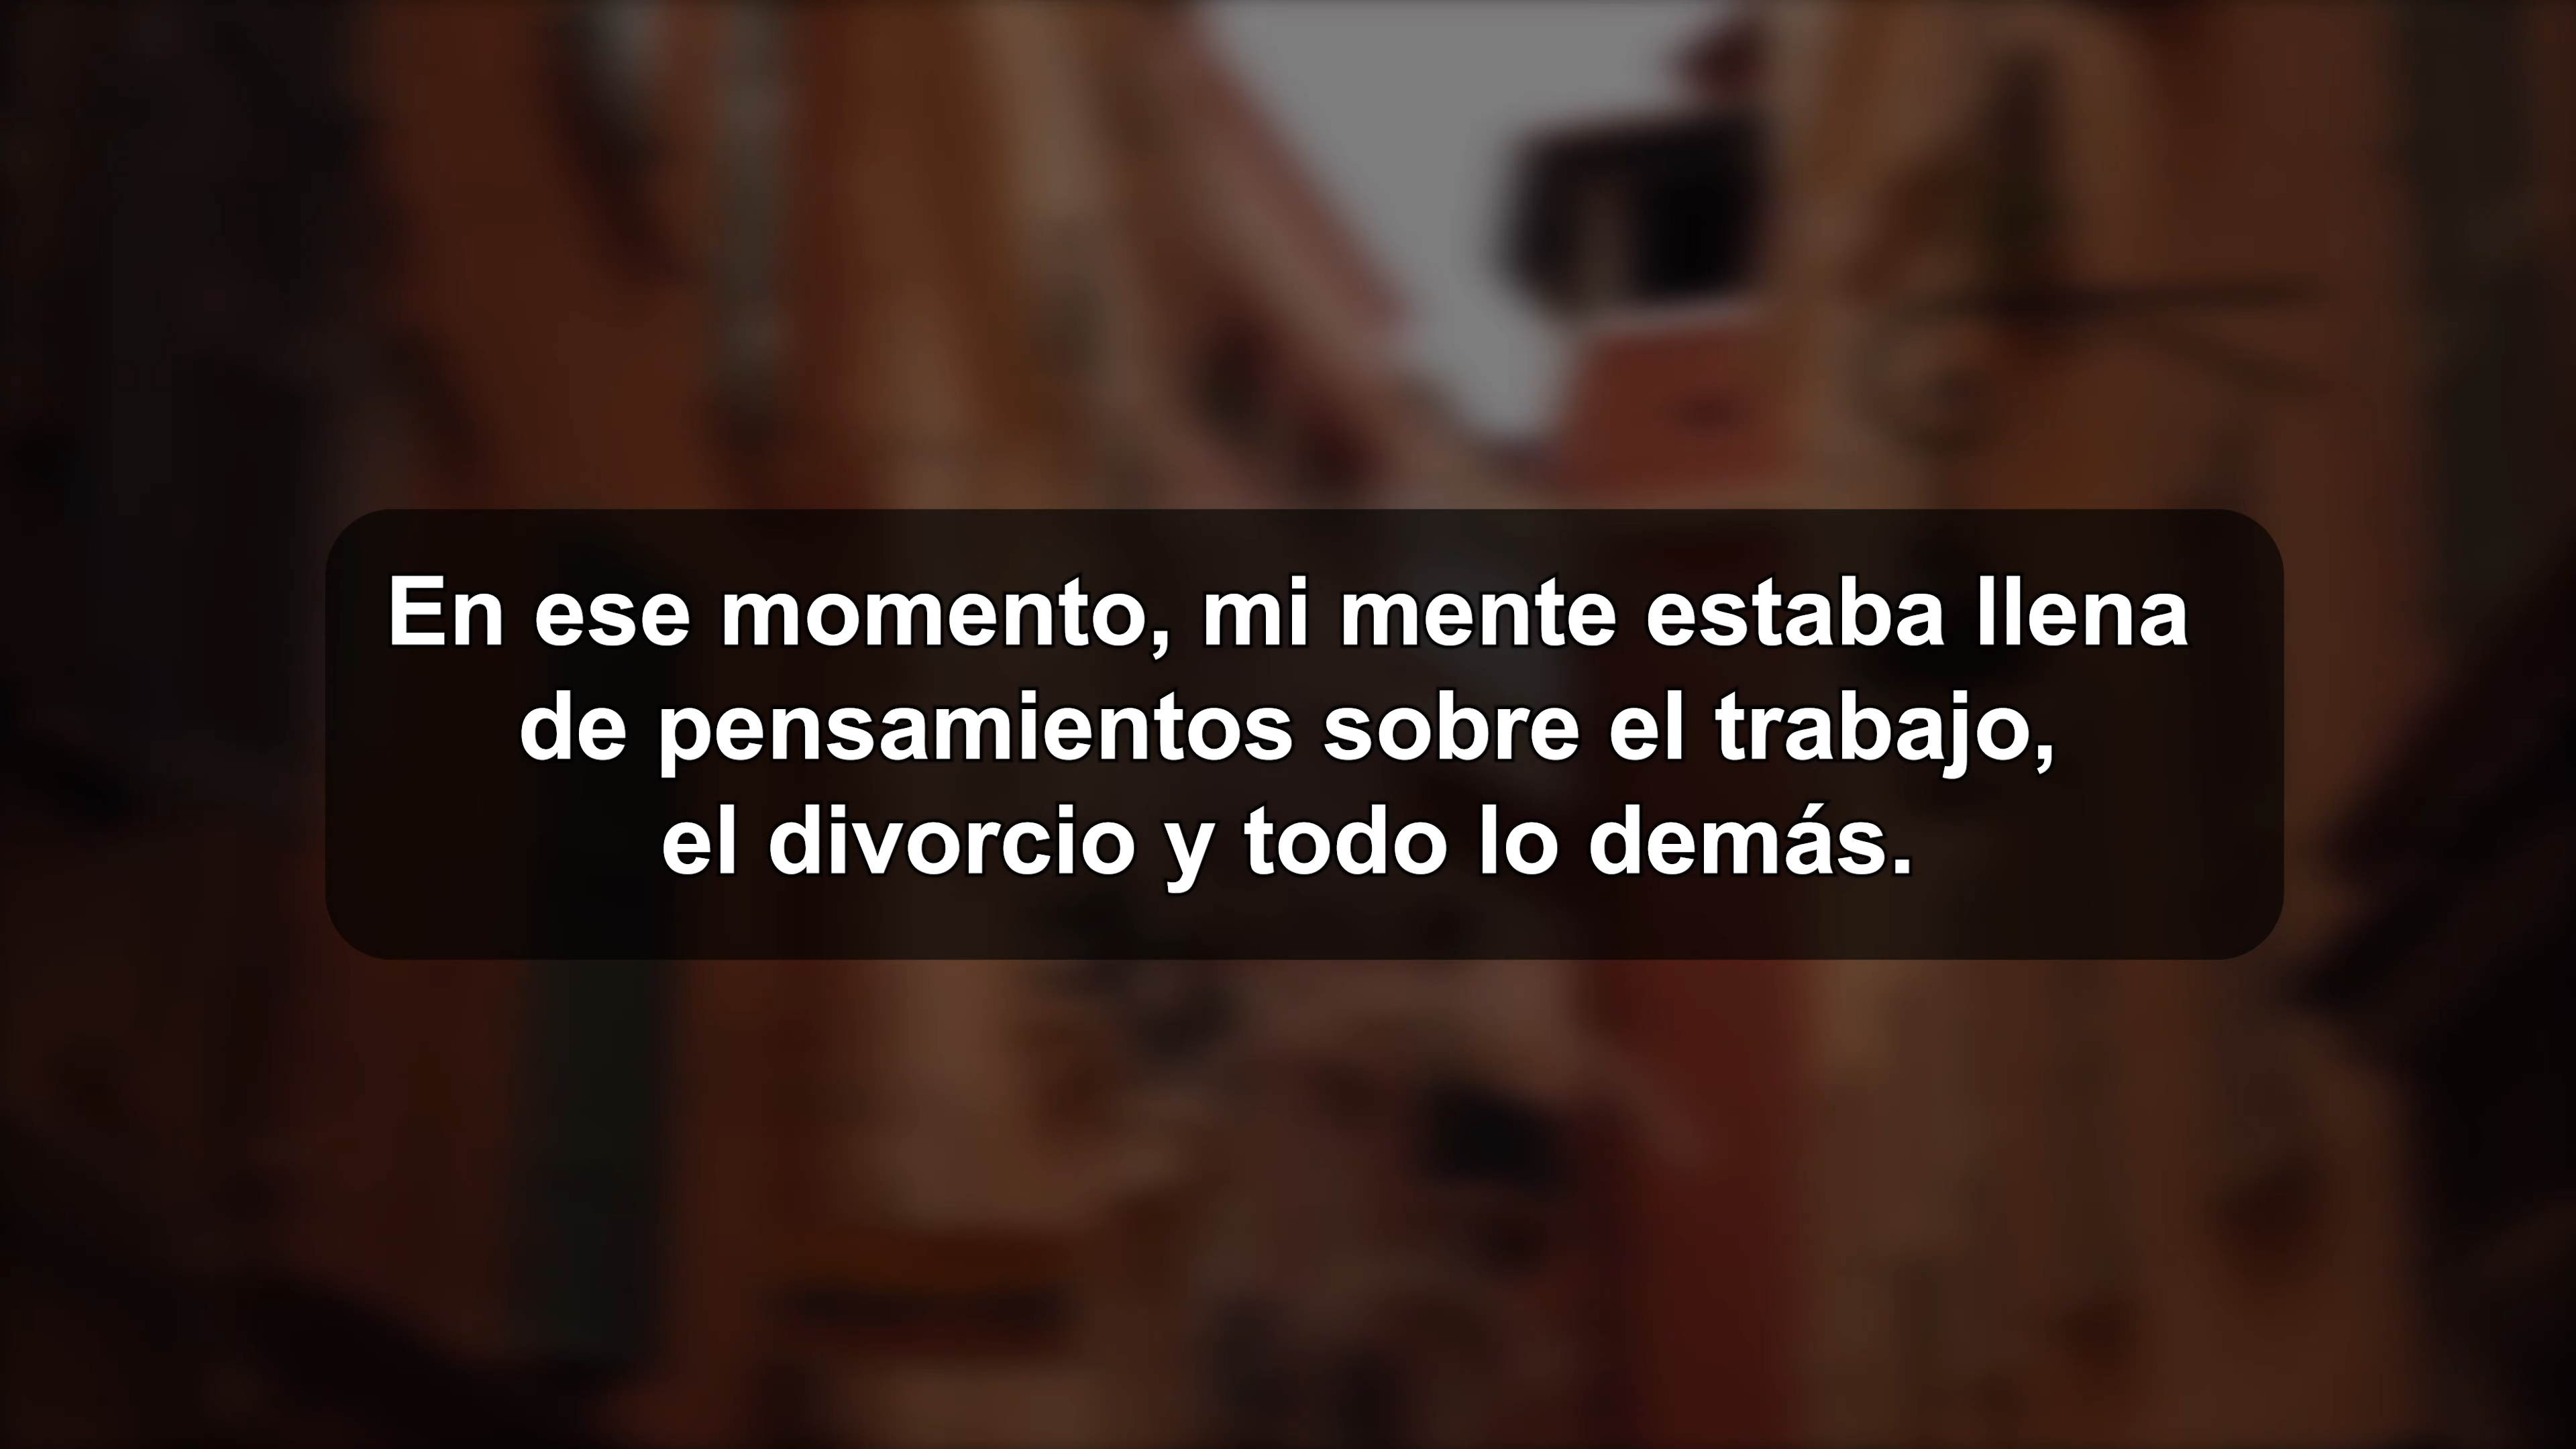 En ese momento, mi mente estaba llena
de pensamientos sobre el trabajo,
el divorcio y todo lo demás.